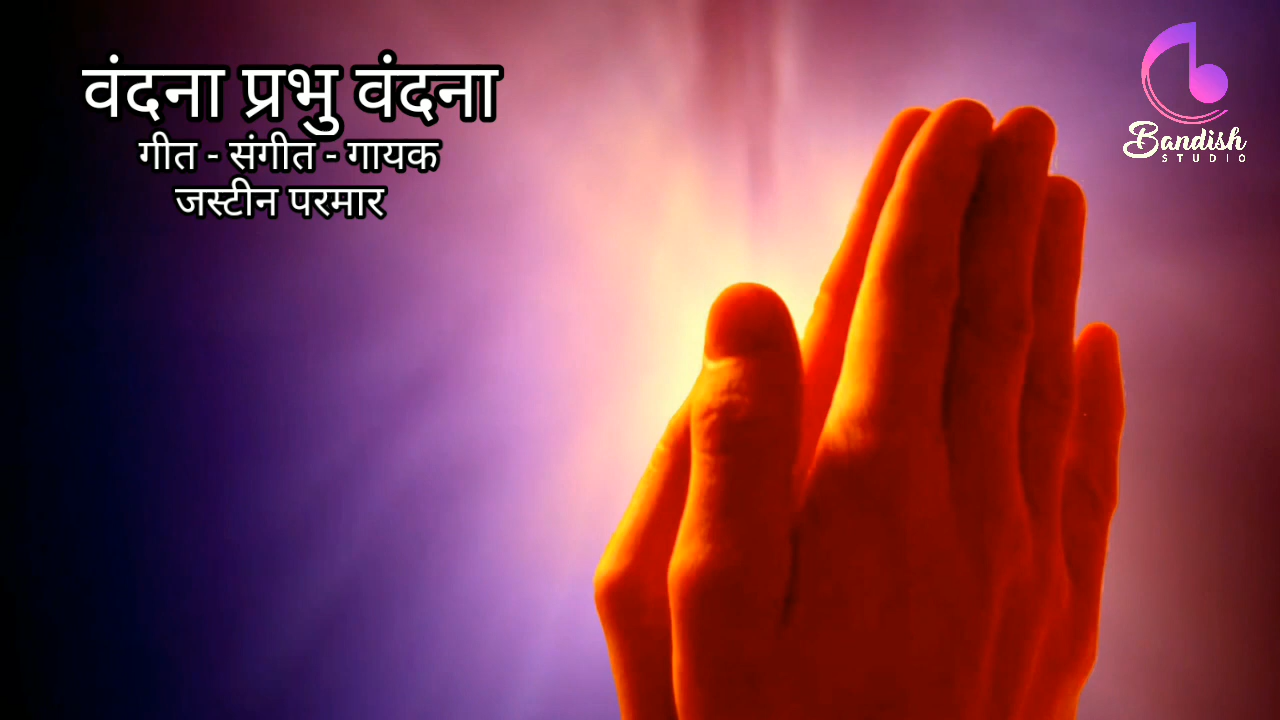 वंदना प्रभु वंदना
गीत - संगीत - गायक
जस्टीन परमार
Bandish
STUDIO